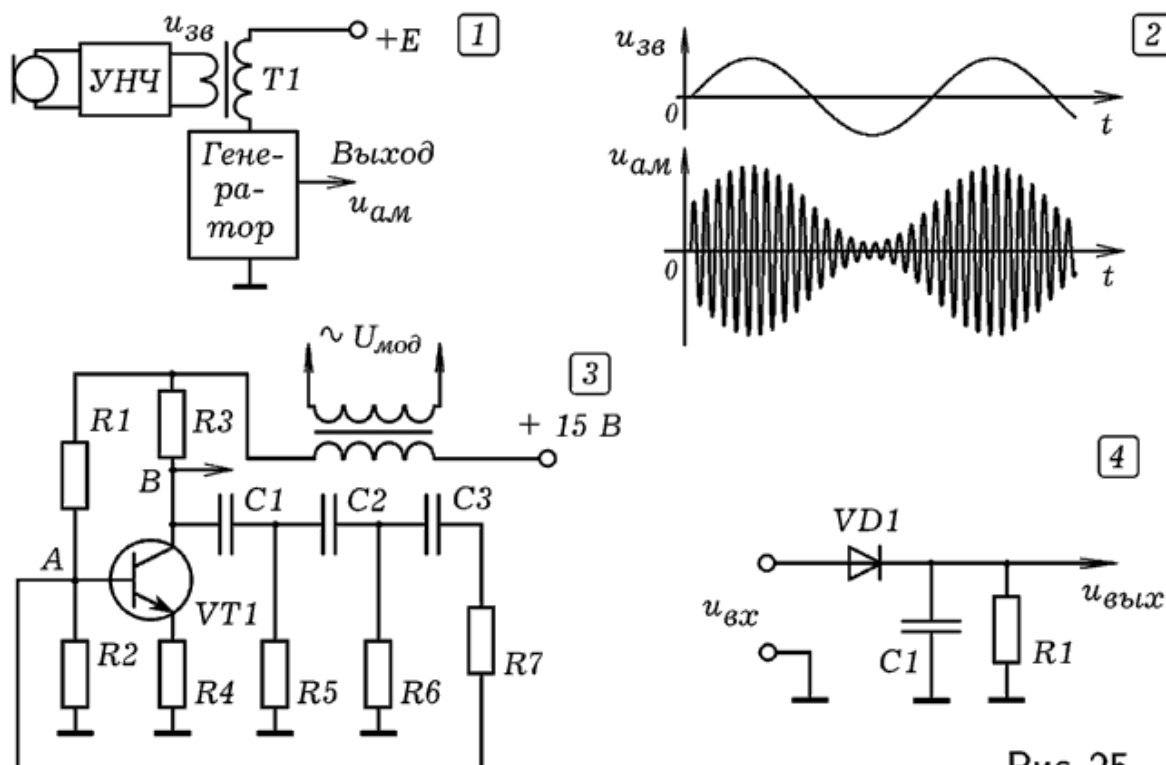 u зв
+E
1
УНЧ
T1
Гене-
ра-
тор
Выход
u ам
2
u зв
0
t
u ам
0
t
3
~ U мод
+ 15 В
R1
R3
B
C1
C2
C3
A
VT1
R2
R4
R5
R6
R7
4
VD1
u вх
u вых
C1
R1
Рис. 25